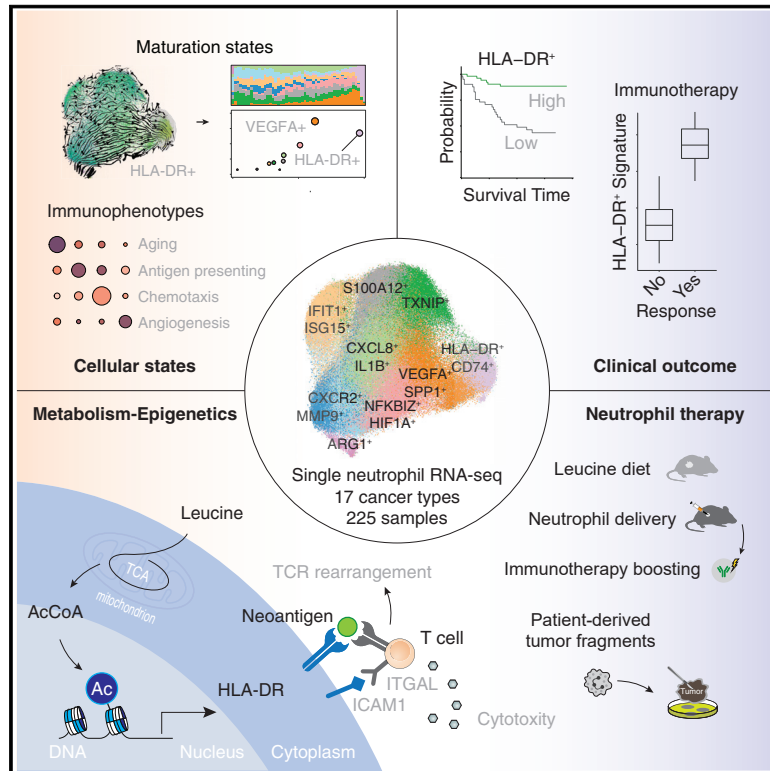 Maturation states
VEGFA+
HLA-DR+
HLA-DR+
Immunophenotypes
Aging
Antigen presenting
Chemotaxis
Angiogenesis
Cellular states
HLA–DR⁺
High
Low
Probability
Survival Time
Immunotherapy
HLA–DR⁺ Signature
No
Yes
Response
Clinical outcome
S100A12⁺
TXNIP⁺
IFIT1⁺
ISG15⁺
CXCL8⁺
IL1B⁺
HLA–DR⁺
CD74⁺
VEGFA⁺
SPP1⁺
CXCR2⁺
MMP9⁺
NFKBIZ⁺
HIF1A⁺
ARG1⁺
Single neutrophil RNA-seq
17 cancer types
225 samples
Metabolism-Epigenetics
Leucine
TCA
mitochondrion
AcCoA
Ac
DNA
Nucleus
Cytoplasm
HLA-DR
TCR rearrangement
Neoantigen
T cell
ITGAL
ICAM1
Cytotoxity
Neutrophil therapy
Leucine diet
Neutrophil delivery
Immunotherapy boosting
Patient-derived
tumor fragments
Tumor